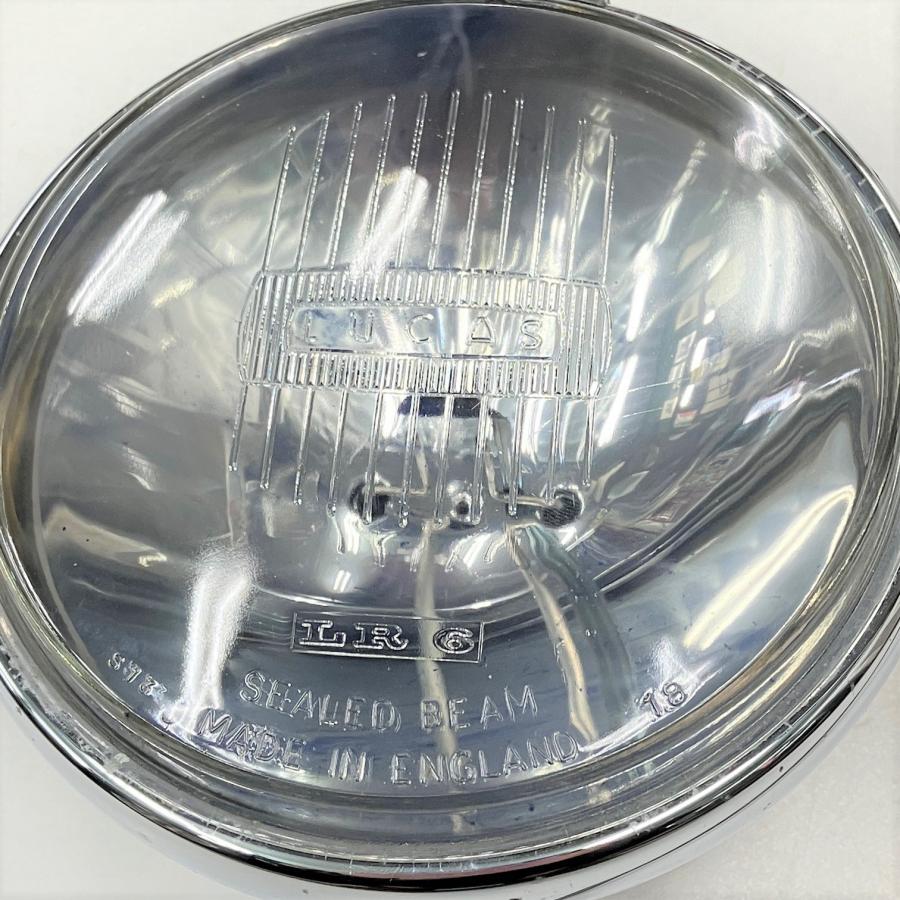 LUCAS
LR 6
SEALED BEAM
MADE IN ENGLAND
18